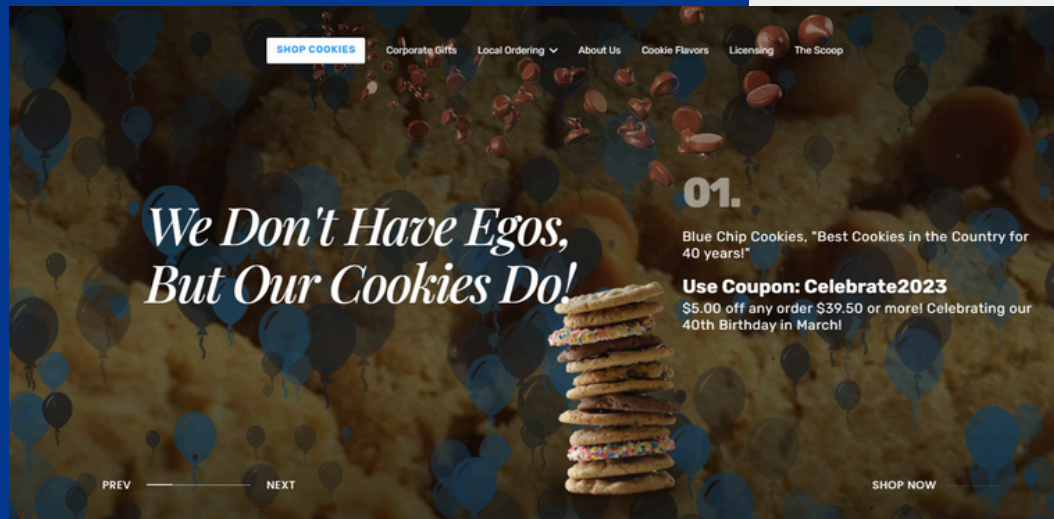 SHOP COOKIES
Corporate Gifts
Local Ordering
About Us
Cookie Flavors
Licensing
The Scoop
We Don't Have Egos,
But Our Cookies Do!
01.
Blue Chip Cookies, "Best Cookies in the Country for
40 years!"
Use Coupon: Celebrate2023
$5.00 off any order $39.50 or more! Celebrating our
40th Birthday in March!
PREV
NEXT
SHOP NOW